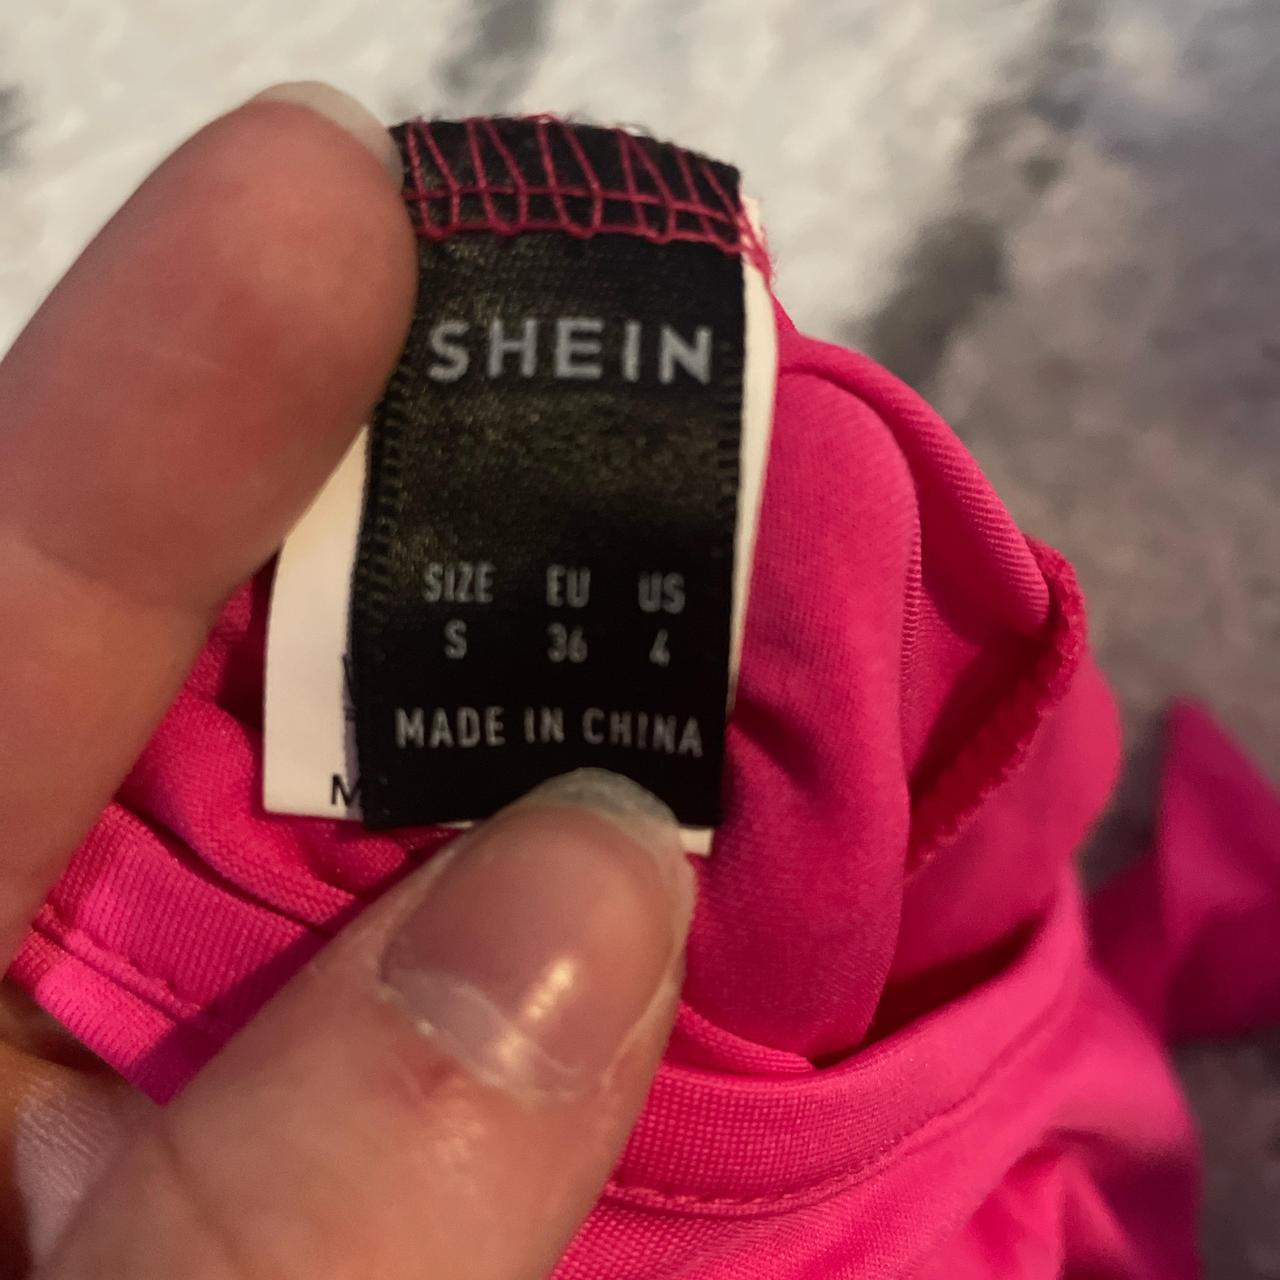 SHEIN
SIZE EU US
S 36 4
MADE IN CHINA
M